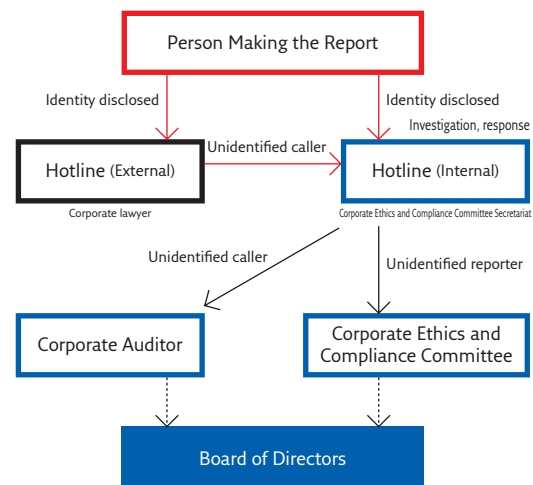 Person Making the Report
Identity disclosed
Identity disclosed
Investigation, response
Unidentified caller
Hotline (External)
Hotline (Internal)
Corporate lawyer
Corporate Ethics and Compliance Committee Secretariat
Unidentified caller
Unidentified reporter
Corporate Auditor
Corporate Ethics and
Compliance Committee
Board of Directors